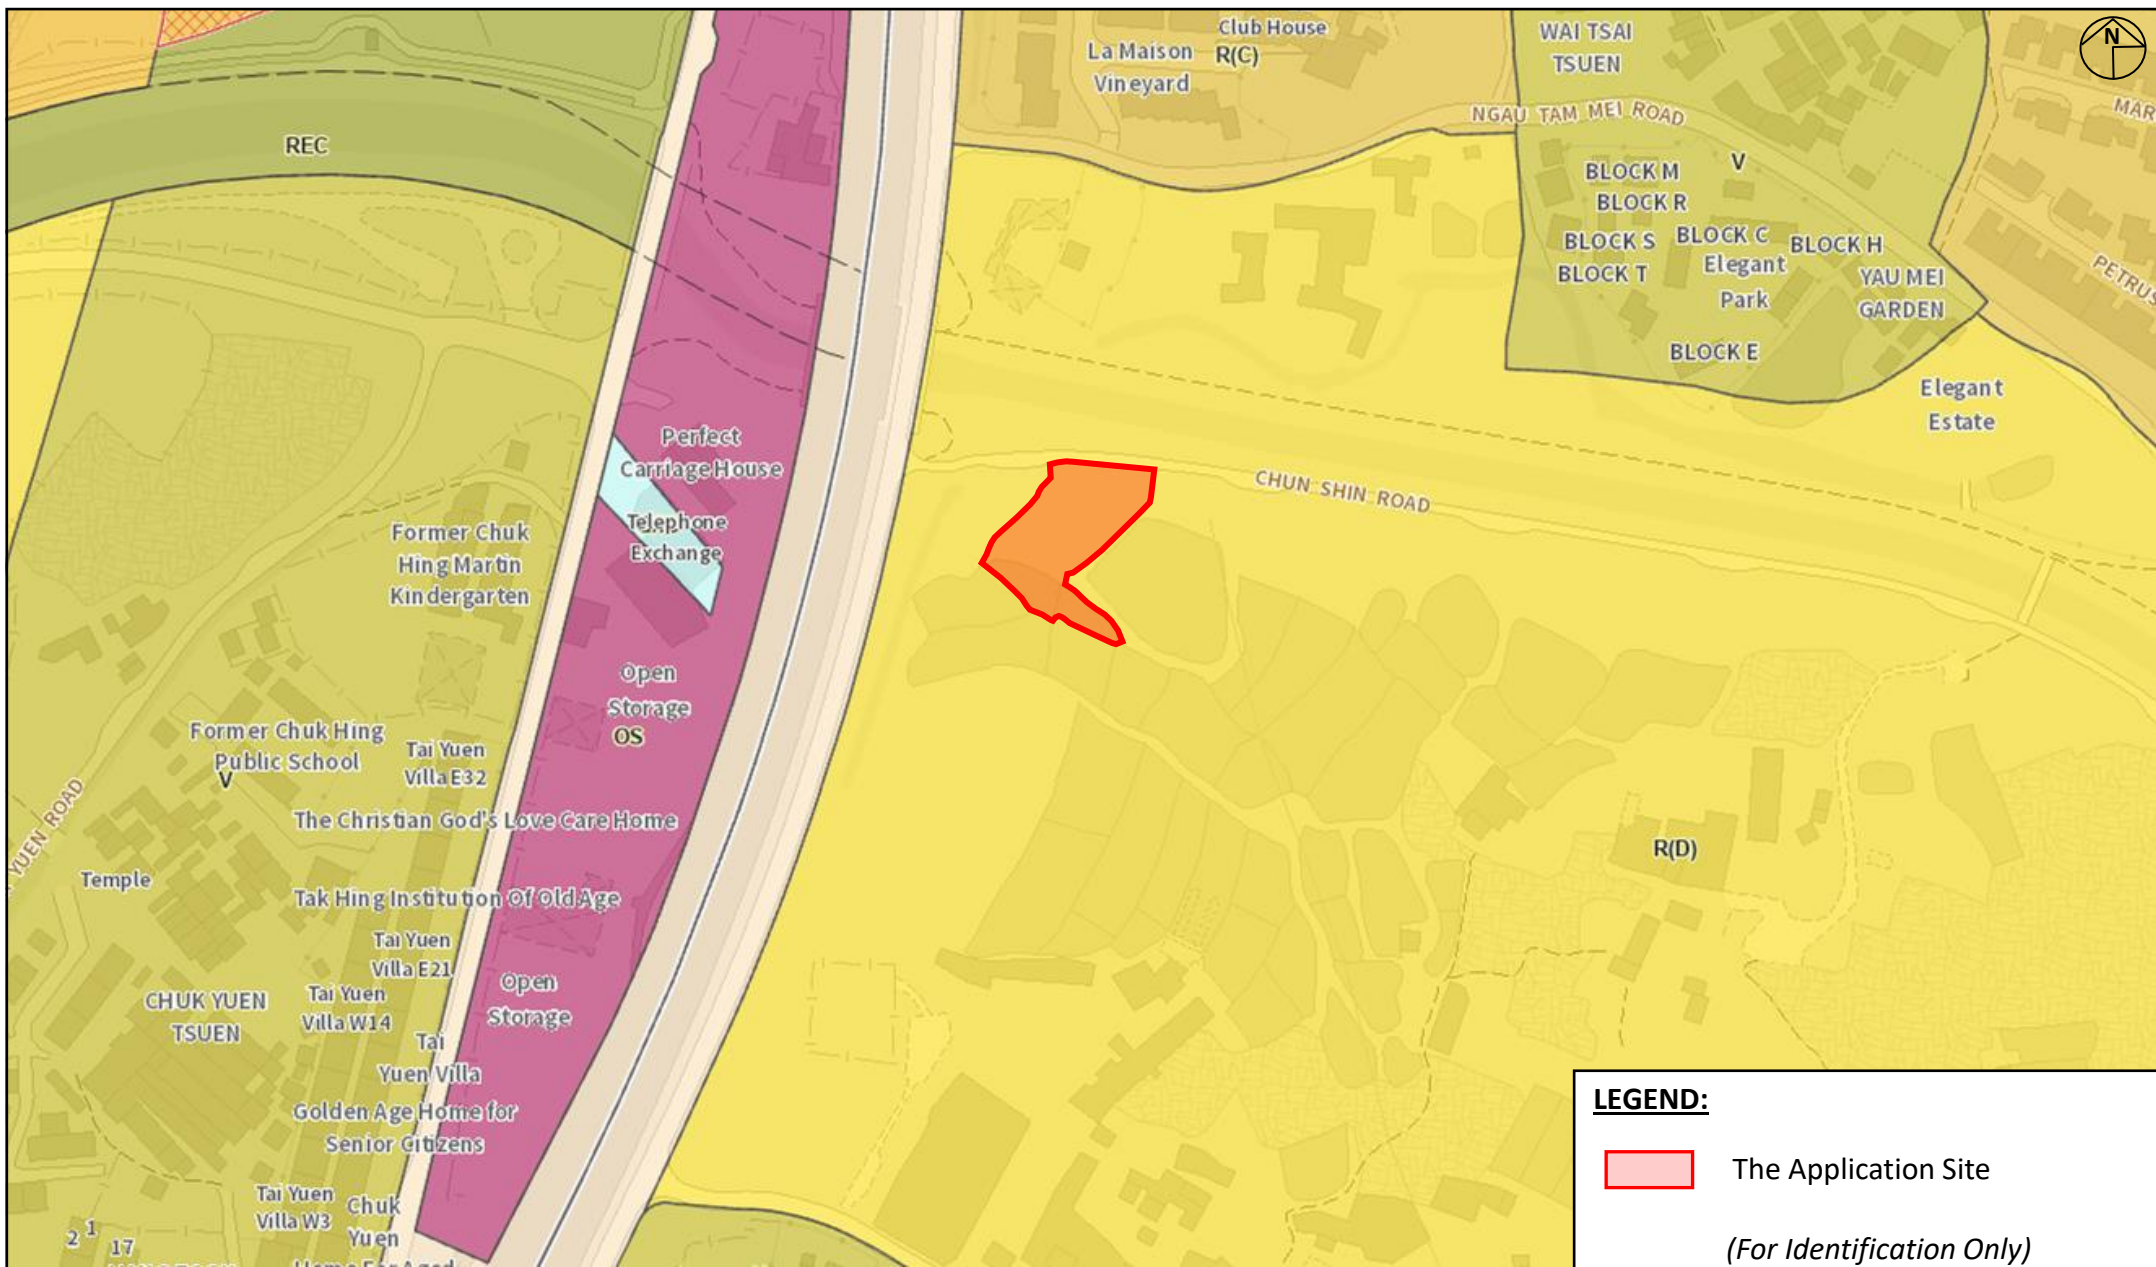 Club House
La Maison
Vineyard
R(C)
WAI TSAI
TSUEN
N
NGAU TAM MEI ROAD
MAR
REC
BLOCK M
V
BLOCK R
BLOCK S
BLOCK C
BLOCK H
BLOCK T
Elegant
Park
YAU MEI
GARDEN
PETRUS
BLOCK E
Elegant
Estate
Perfect
Carriage House
CHUN SHIN ROAD
Telephone
Exchange
Former Chuk
Hing Martin
Kindergarten
Open
Storage
OS
Former Chuk Hing
Public School
V
Tai Yuen
Villa E32
The Christian God's Love Care Home
YUEN ROAD
R(D)
Temple
Tak Hing Institution Of Old Age
Tai Yuen
Villa E21
Open
Storage
CHUK YUEN
TSUEN
Tai Yuen
Villa W14
Tai
Yuen Villa
Golden Age Home for
Senior Citizens
Tai Yuen
Villa W3
Chuk
Yuen
Home For Aged
2 1
17
LEGEND:
The Application Site
(For Identification Only)